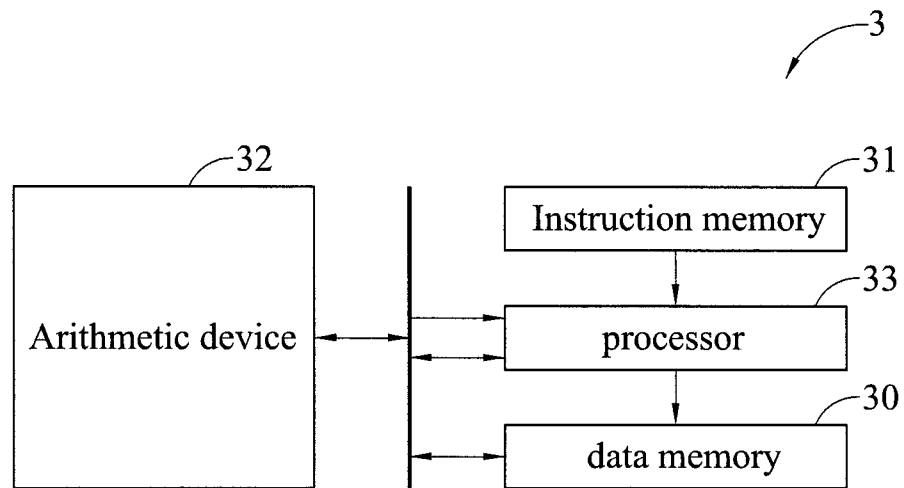 3
32
31
Instruction memory
33
Arithmetic device
processor
30
data memory